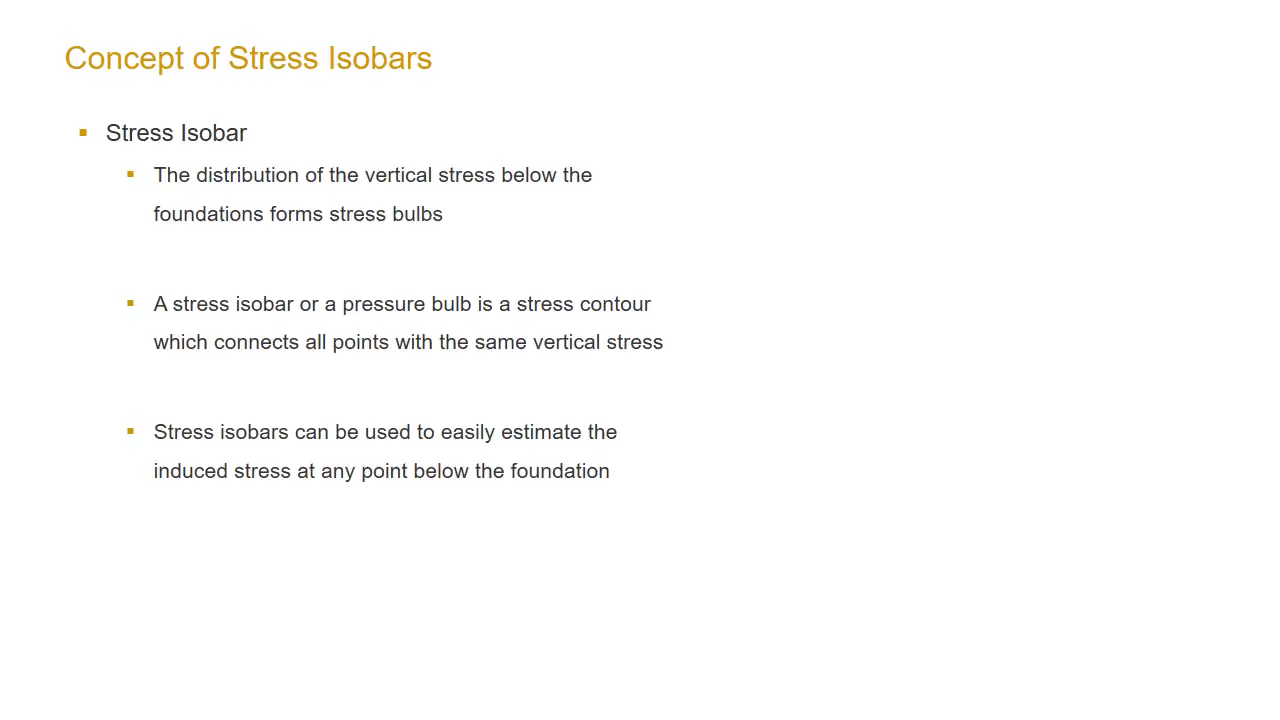 Concept of Stress Isobars
▪ Stress Isobar
▪ The distribution of the vertical stress below the
foundations forms stress bulbs
▪ A stress isobar or a pressure bulb is a stress contour
which connects all points with the same vertical stress
▪ Stress isobars can be used to easily estimate the
induced stress at any point below the foundation